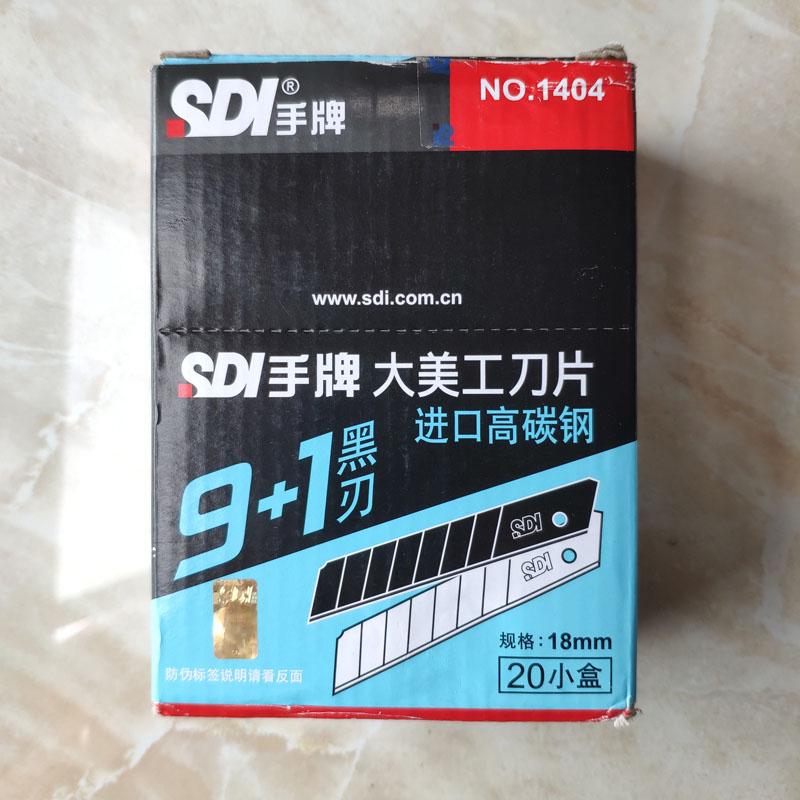 SDI®手牌
NO.1404
www.sdi.com.cn
SDI手牌 大美工刀片
进口高碳钢
9+1黑刃
SDI
SDI
规格：18mm
20小盒
防伪标签说明请看反面